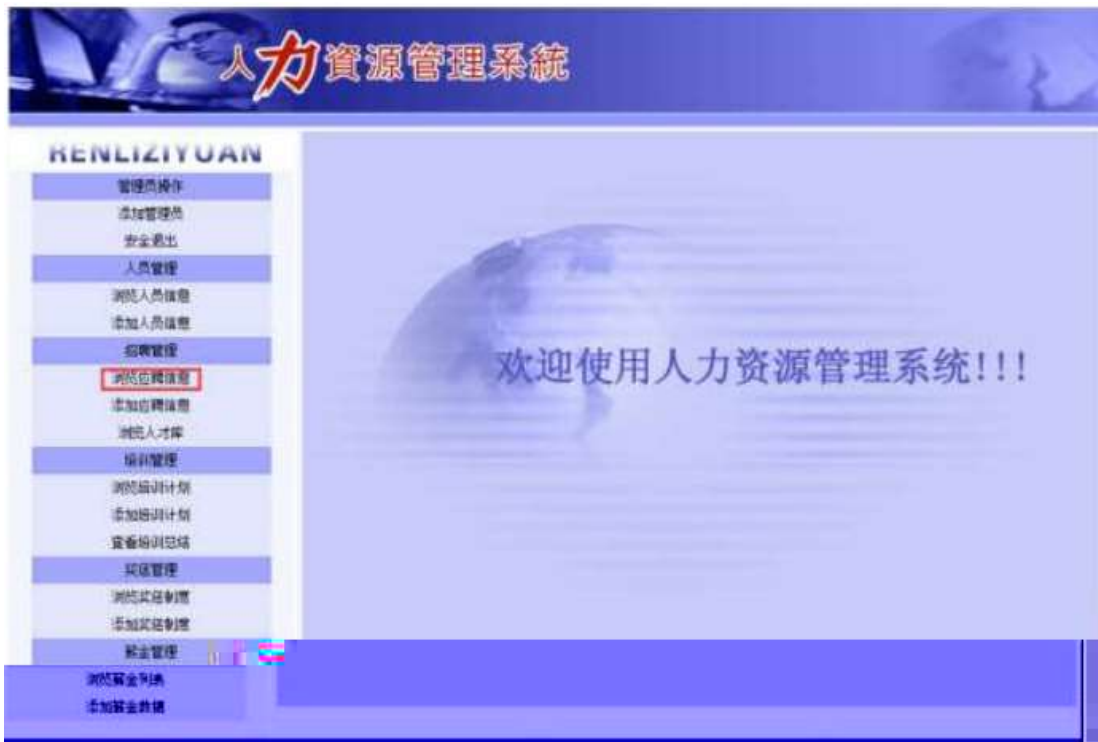 人力資源管理系統
RENLIZIYUAN
管理员操作
添加管理员
安全退出
人员管理
浏览人员信息
添加人员信息
招聘管理
浏览应聘信息
添加应聘信息
浏览人才库
培训管理
浏览培训计划
添加培训计划
查看培训总结
奖惩管理
浏览奖惩制度
添加奖惩制度
薪金管理
浏览薪金列表
添加薪金数据
欢迎使用人力资源管理系统!!!